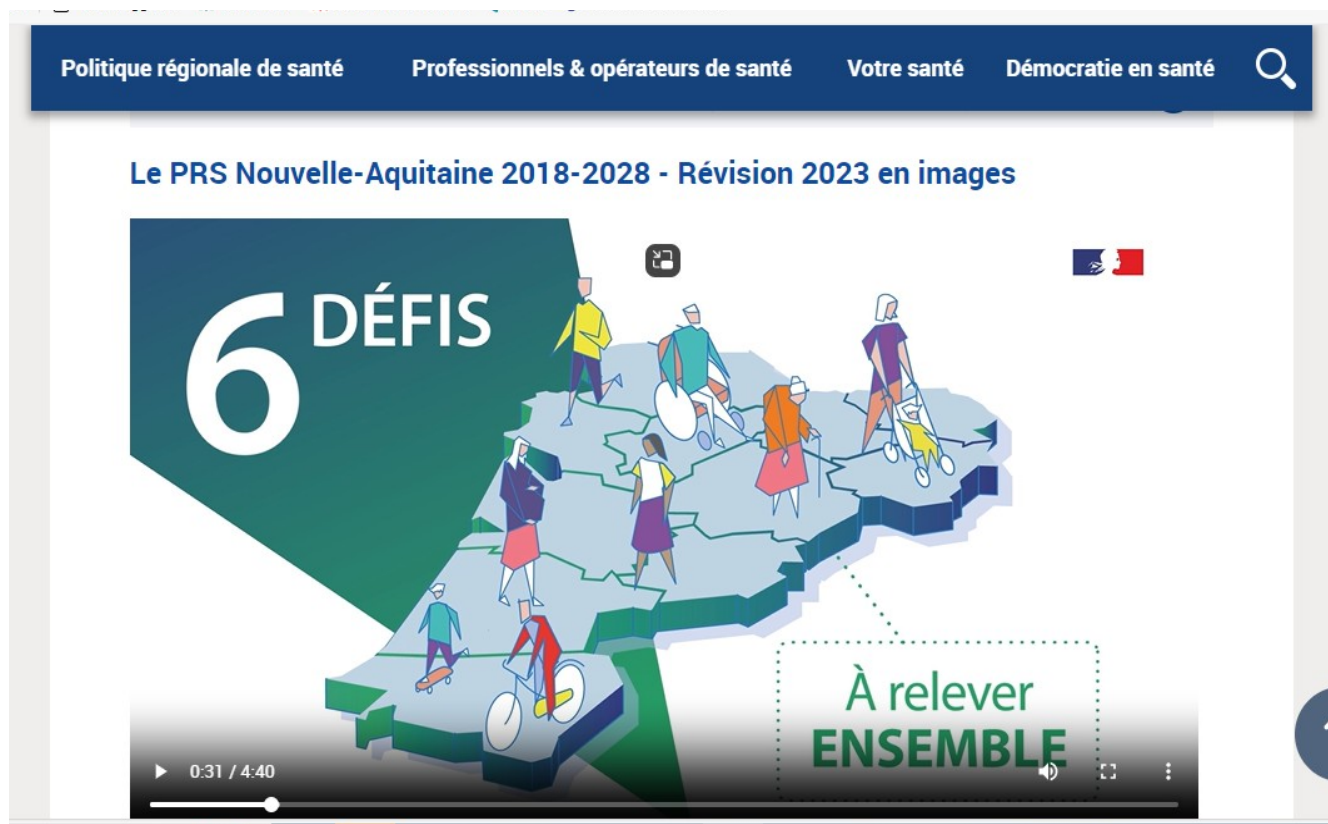 Politique régionale de santé Professionnels & opérateurs de santé Votre santé Démocratie en santé
Le PRS Nouvelle-Aquitaine 2018-2028 - Révision 2023 en images
6 DÉFIS
À relever
ENSEMBLE
0:31 / 4:40